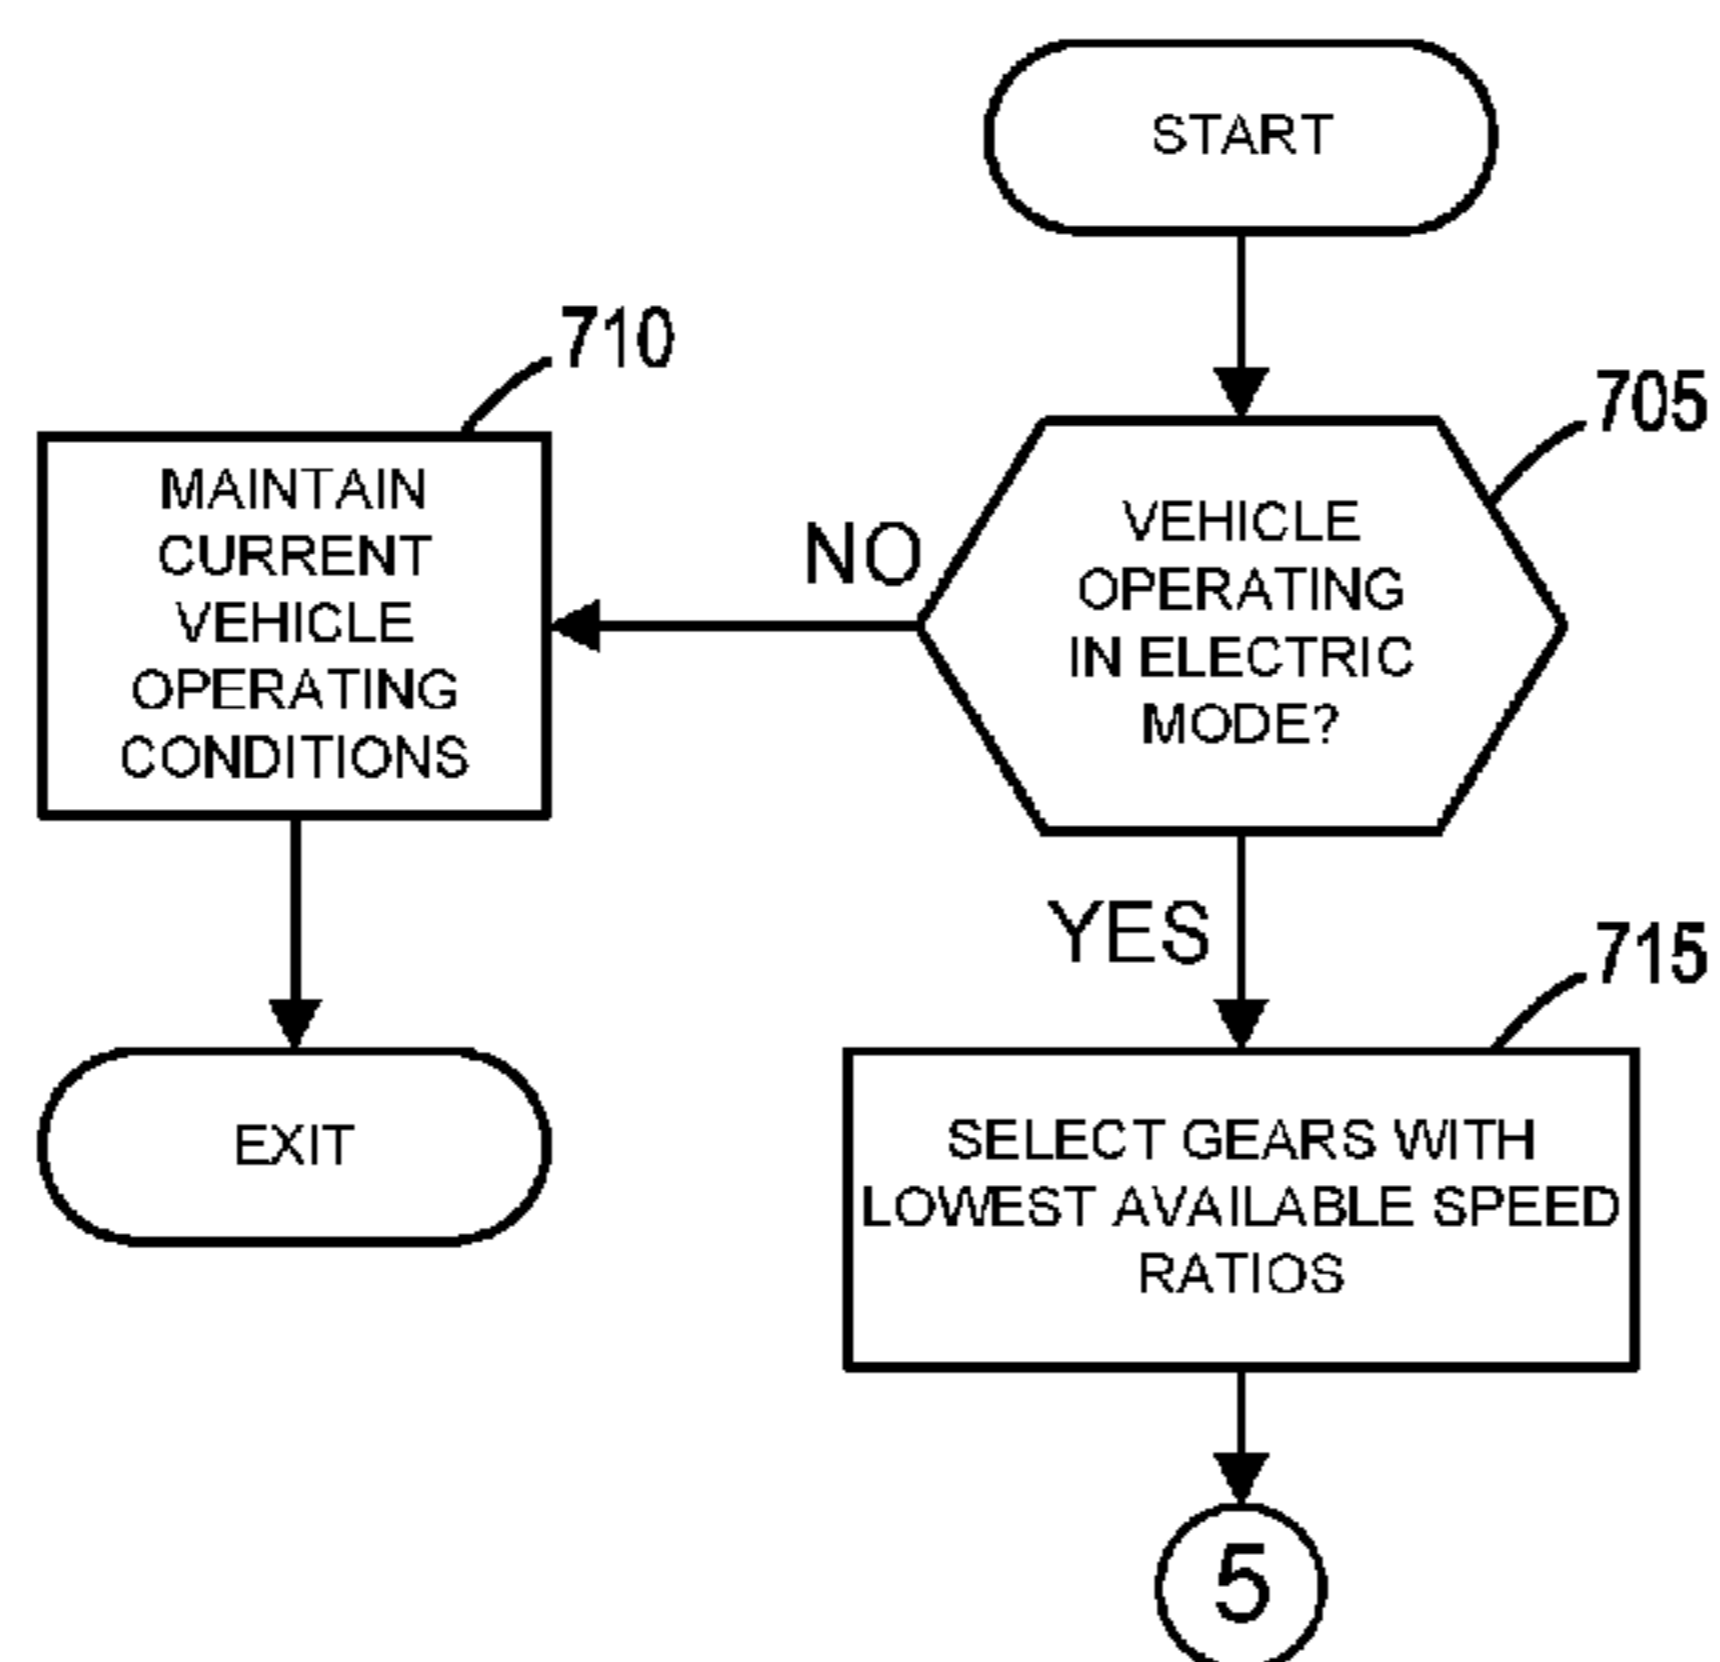 START
710
705
MAINTAIN
CURRENT
VEHICLE
OPERATING
CONDITIONS
NO
VEHICLE
OPERATING
IN ELECTRIC
MODE?
YES
715
EXIT
SELECT GEARS WITH
LOWEST AVAILABLE SPEED
RATIOS
5